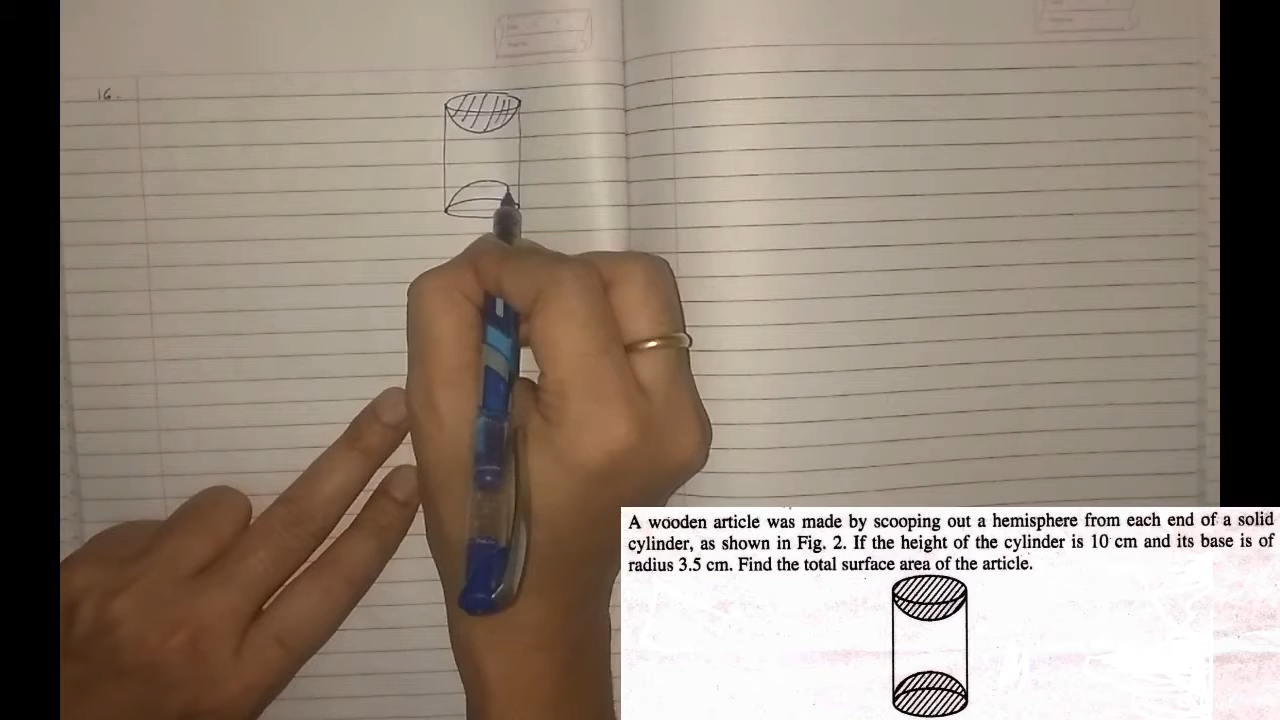 16.
A wooden article was made by scooping out a hemisphere from each end of a solid
cylinder, as shown in Fig. 2. If the height of the cylinder is 10 cm and its base is of
radius 3.5 cm. Find the total surface area of the article.